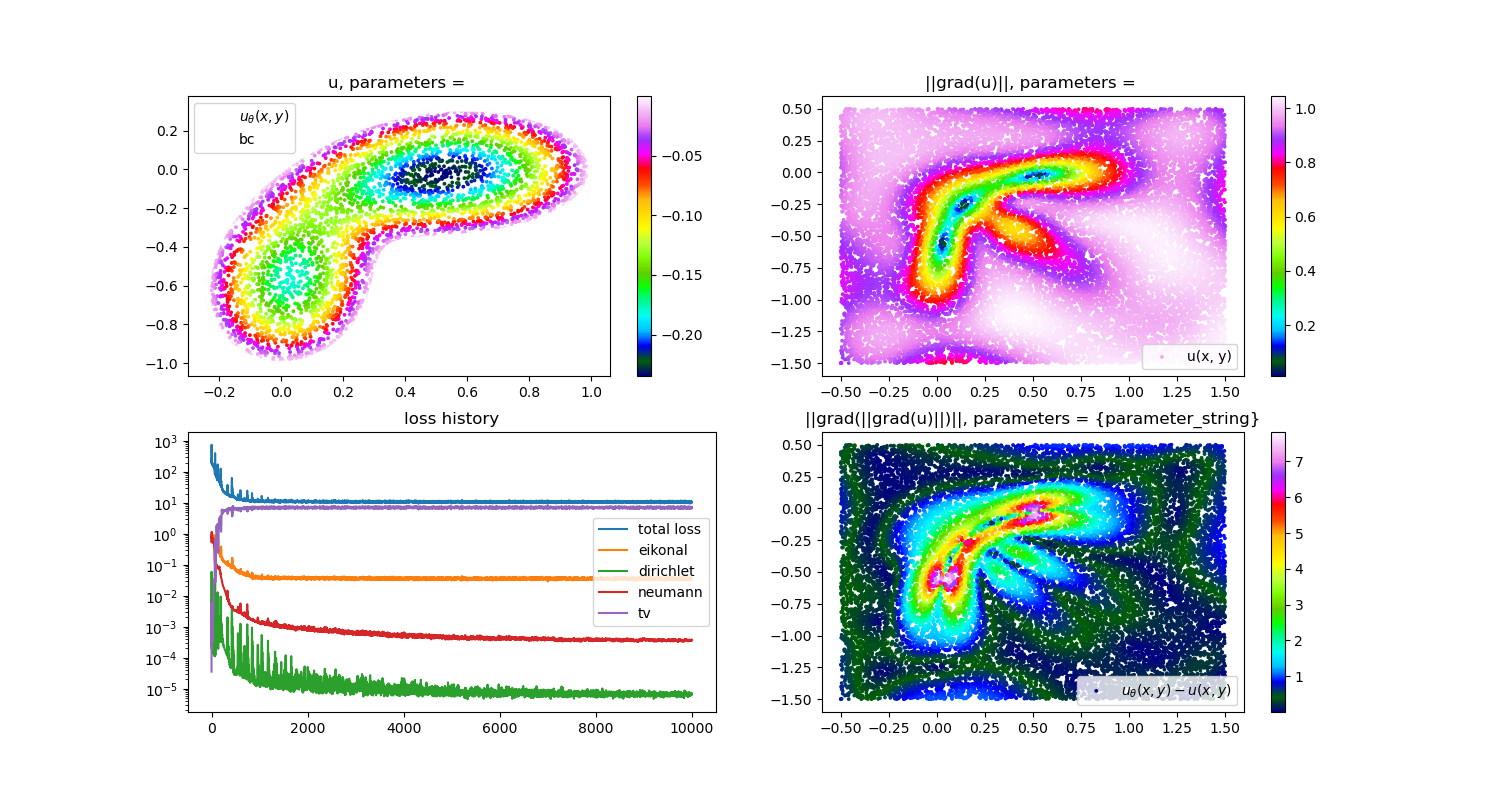 u, parameters =
u_θ(x, y)
bc
0.2
0.0
−0.2
−0.4
−0.6
−0.8
−1.0
−0.2 0.0 0.2 0.4 0.6 0.8 1.0
−0.05
−0.10
−0.15
−0.20
||grad(u)||, parameters =
0.50
0.25
0.00
−0.25
−0.50
−0.75
−1.00
−1.25
−1.50
u(x, y)
−0.50 −0.25 0.00 0.25 0.50 0.75 1.00 1.25 1.50
1.0
0.8
0.6
0.4
0.2
loss history
10³
10²
10¹
10⁰
10⁻¹
10⁻²
10⁻³
10⁻⁴
10⁻⁵
total loss
eikonal
dirichlet
neumann
tv
0 2000 4000 6000 8000 10000
||grad(||grad(u)||)||, parameters = {parameter_string}
0.50
0.25
0.00
−0.25
−0.50
−0.75
−1.00
−1.25
−1.50
u_θ(x, y) − u(x, y)
−0.50 −0.25 0.00 0.25 0.50 0.75 1.00 1.25 1.50
7
6
5
4
3
2
1